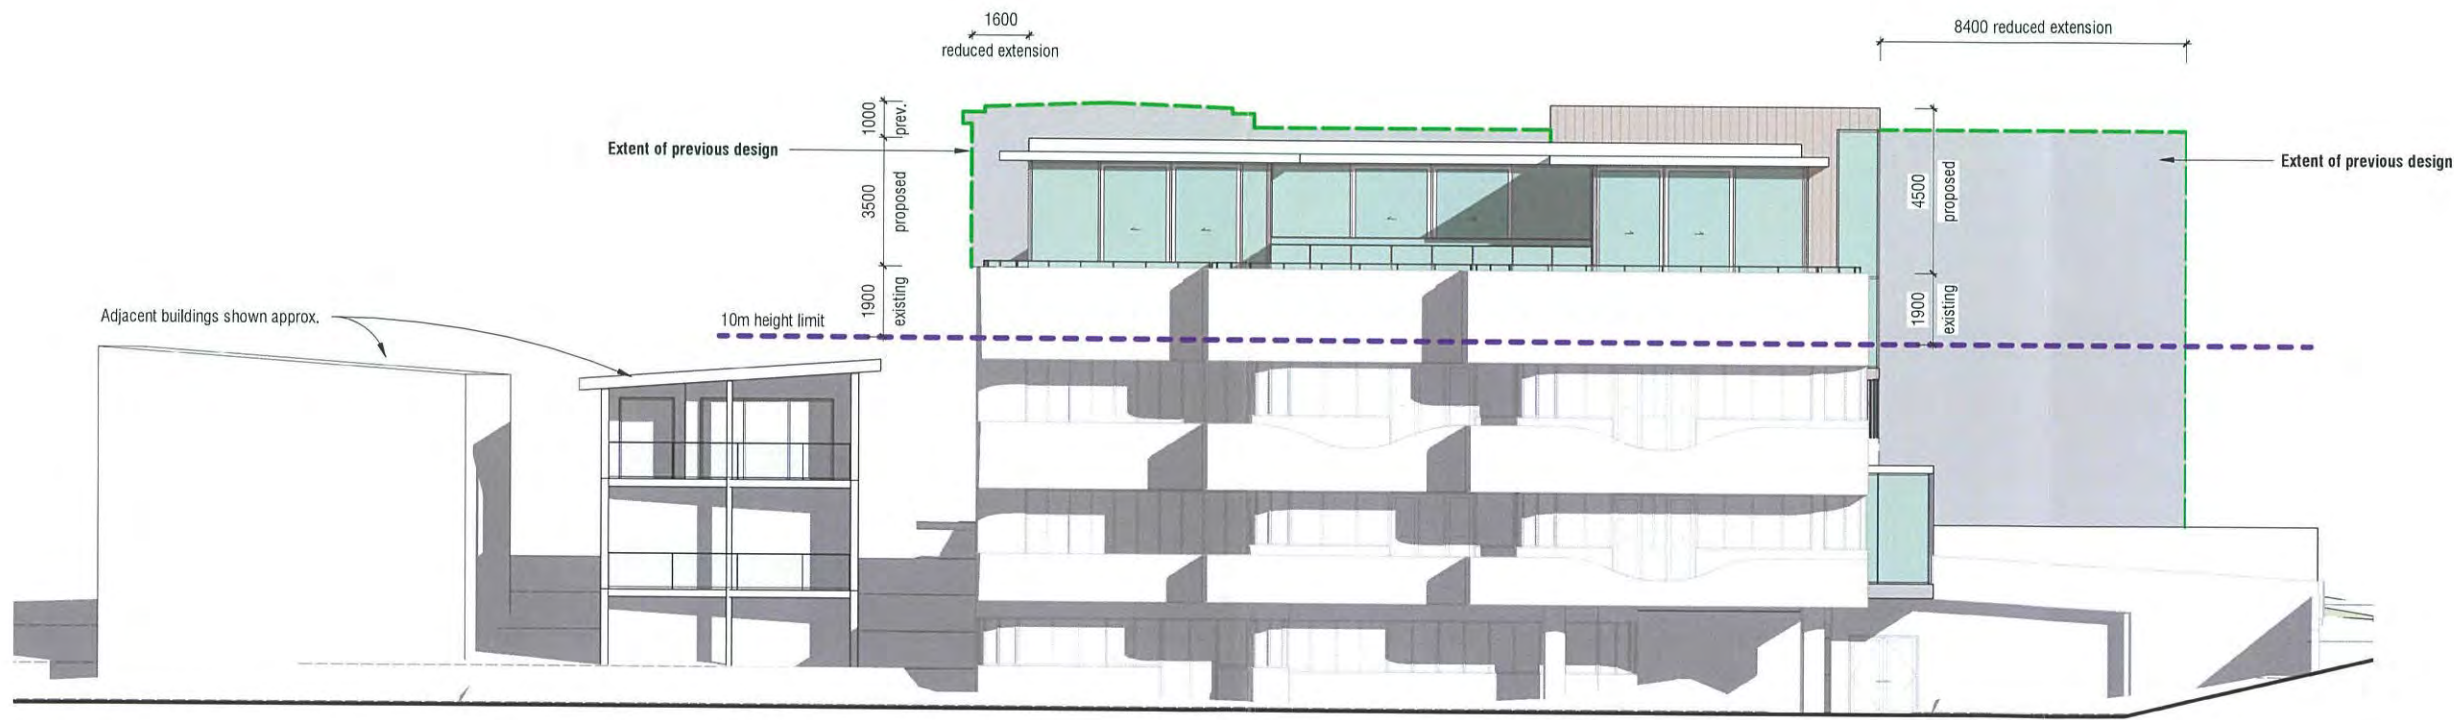 1600
reduced extension
8400 reduced extension
1000
prev.
Extent of previous design
Extent of previous design
3500
proposed
4500
proposed
1900
existing
1900
existing
Adjacent buildings shown approx.
10m height limit